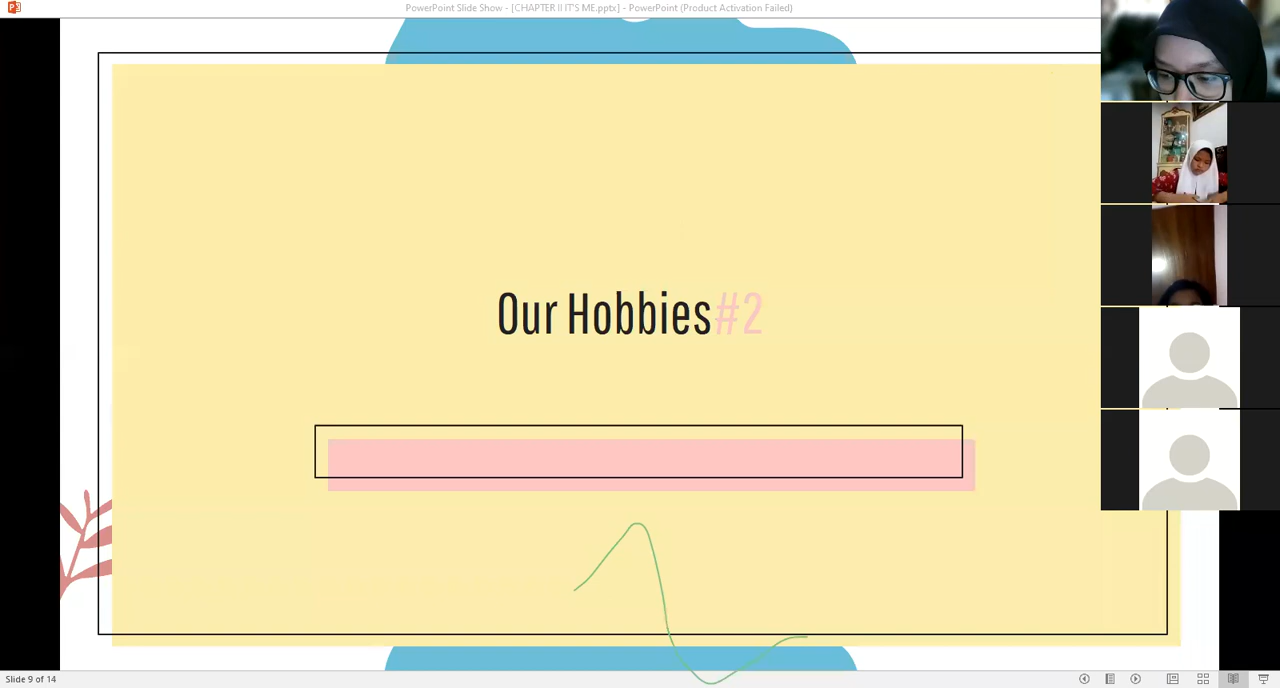 PowerPoint Slide Show - [CHAPTER II IT'S ME.pptx] - PowerPoint (Product Activation Failed)
Our Hobbies #2
Slide 9 of 14